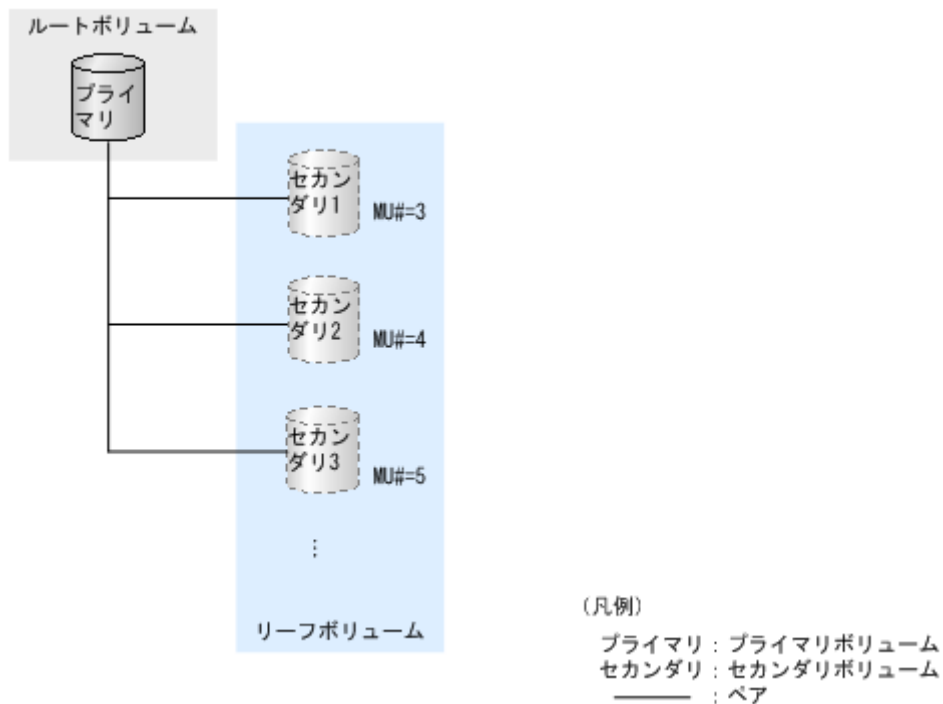 ルートボリューム
プライ
マリ
セカン
ダリ1
MU#=3
セカン
ダリ2
MU#=4
セカン
ダリ3
MU#=5
⋮
リーフボリューム
(凡例)
プライマリ：プライマリボリューム
セカンダリ：セカンダリボリューム
：ペア